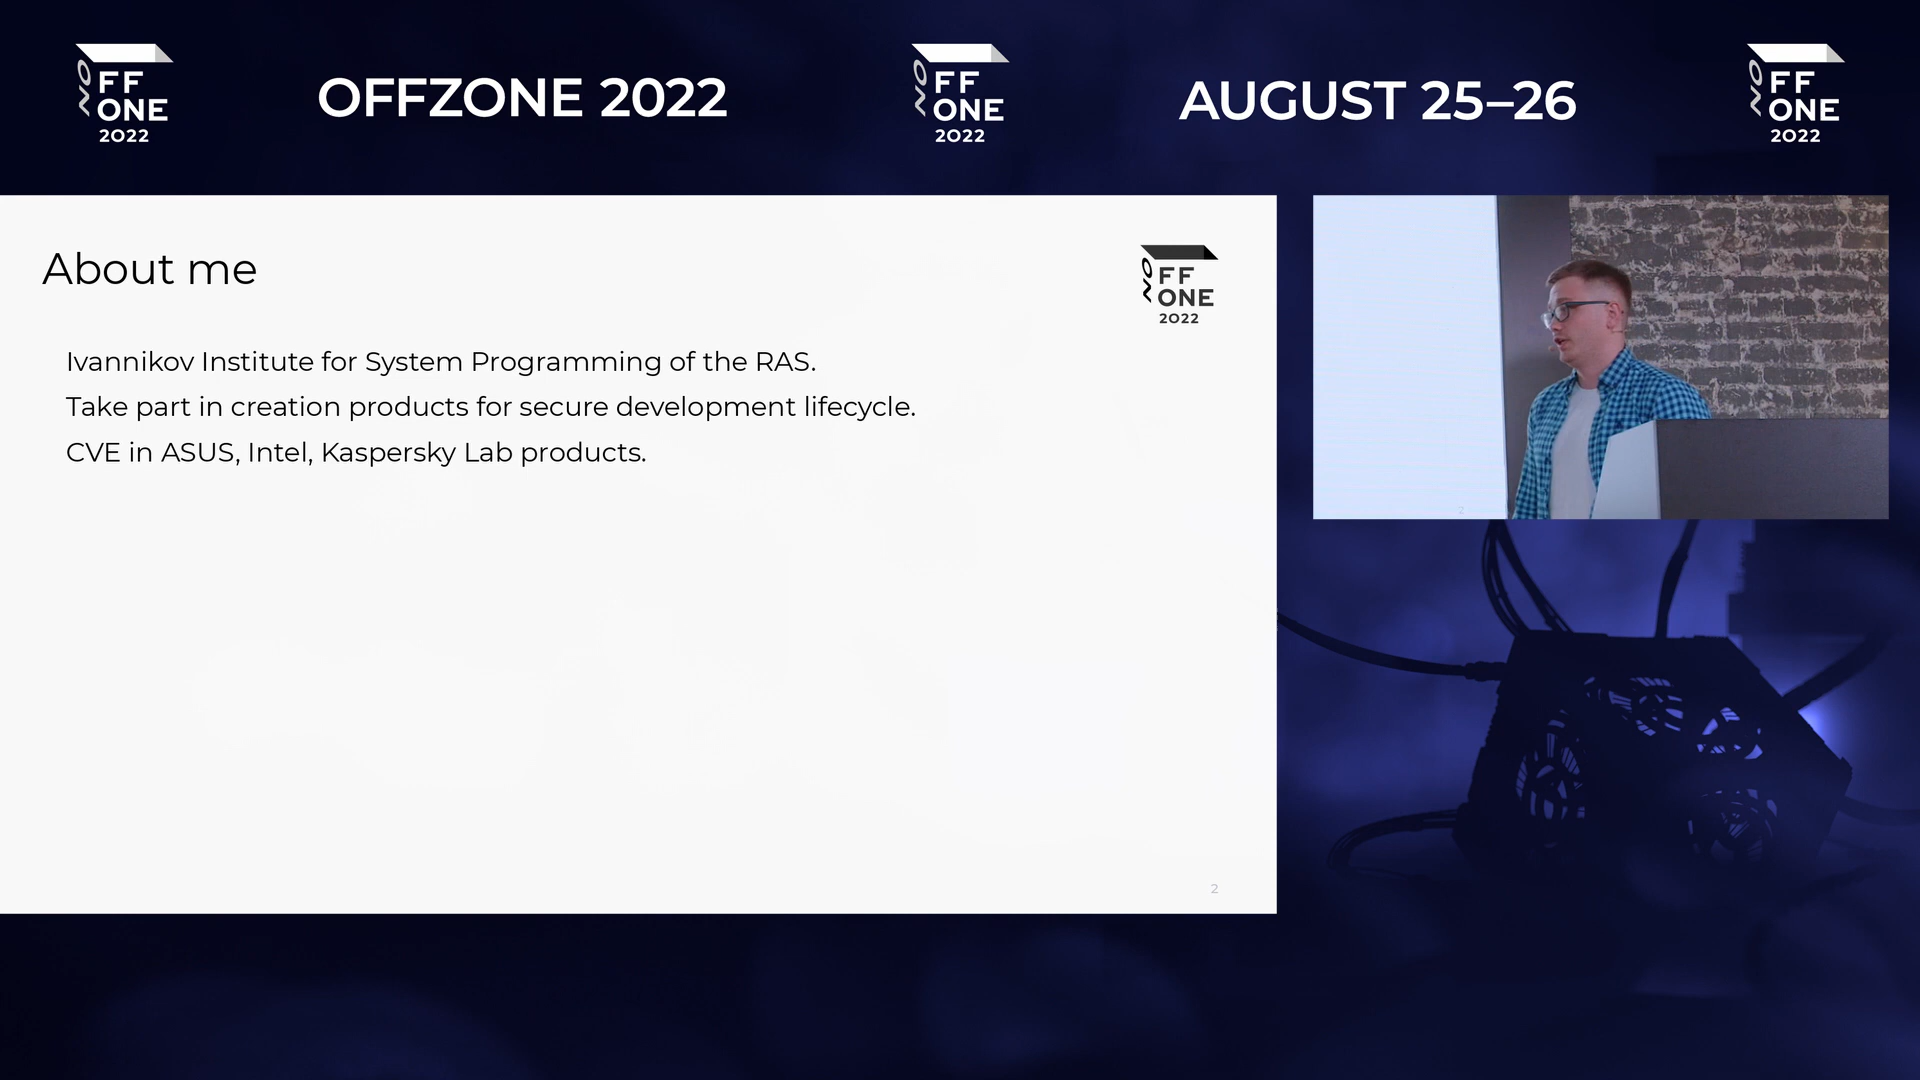 OFF
ZONE
2022
OFFZONE 2022
OFF
ZONE
2022
AUGUST 25–26
OFF
ZONE
2022
About me
OFF
ZONE
2022
Ivannikov Institute for System Programming of the RAS.
Take part in creation products for secure development lifecycle.
CVE in ASUS, Intel, Kaspersky Lab products.
2
2